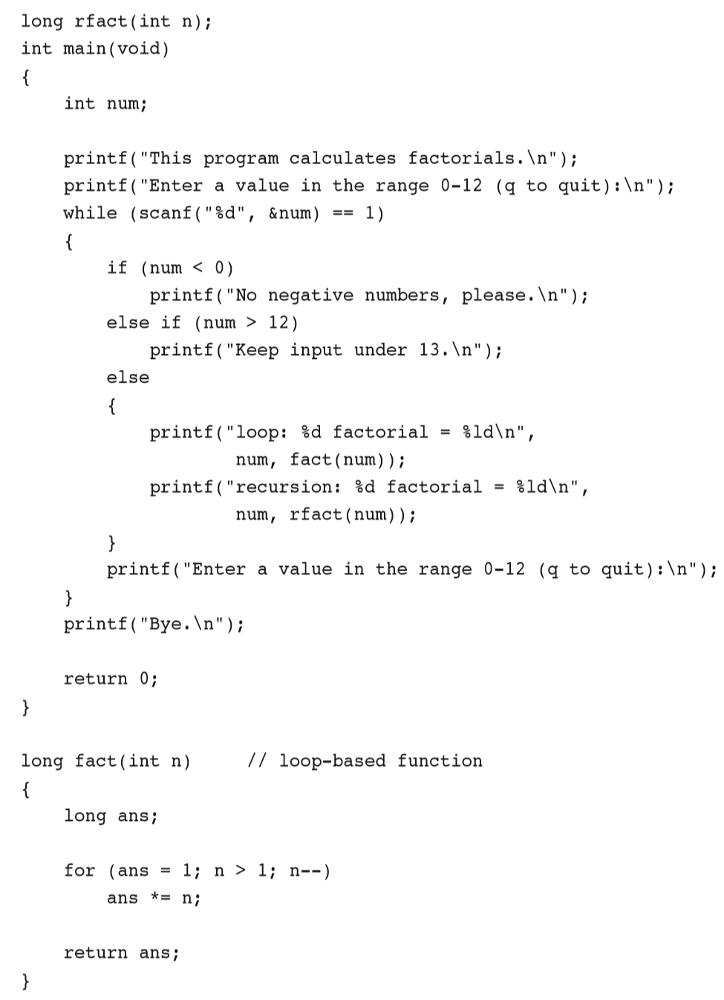 long rfact(int n);
int main(void)
{
    int num;

    printf("This program calculates factorials.\n");
    printf("Enter a value in the range 0-12 (q to quit):\n");
    while (scanf("%d", &num) == 1)
    {
        if (num < 0)
            printf("No negative numbers, please.\n");
        else if (num > 12)
            printf("Keep input under 13.\n");
        else
        {
            printf("loop: %d factorial = %ld\n",
                    num, fact(num));
            printf("recursion: %d factorial = %ld\n",
                    num, rfact(num));
        }
        printf("Enter a value in the range 0-12 (q to quit):\n");
    }
    printf("Bye.\n");

    return 0;
}

long fact(int n)     // loop-based function
{
    long ans;

    for (ans = 1; n > 1; n--)
        ans *= n;

    return ans;
}